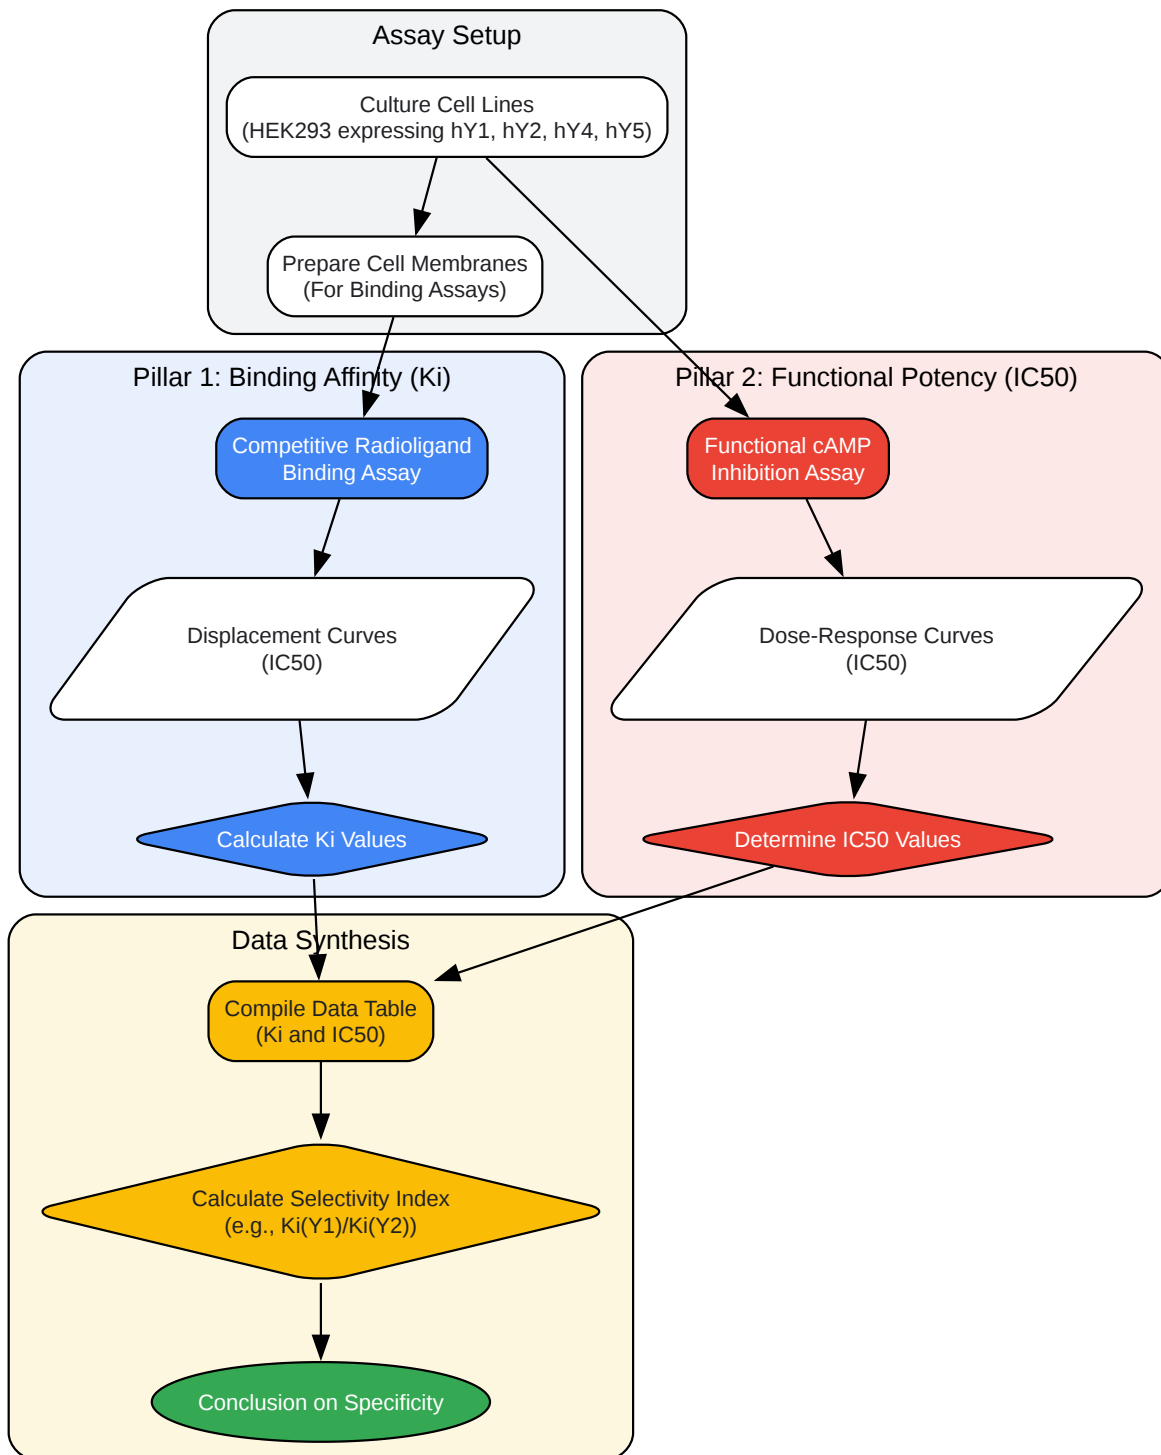 Assay Setup
Culture Cell Lines
(HEK293 expressing hY1, hY2, hY4, hY5)
Prepare Cell Membranes
(For Binding Assays)
Pillar 1: Binding Affinity (Ki)
Competitive Radioligand
Binding Assay
Displacement Curves
(IC50)
Calculate Ki Values
Pillar 2: Functional Potency (IC50)
Functional cAMP
Inhibition Assay
Dose-Response Curves
(IC50)
Determine IC50 Values
Data Synthesis
Compile Data Table
(Ki and IC50)
Calculate Selectivity Index
(e.g., Ki(Y1)/Ki(Y2))
Conclusion on Specificity